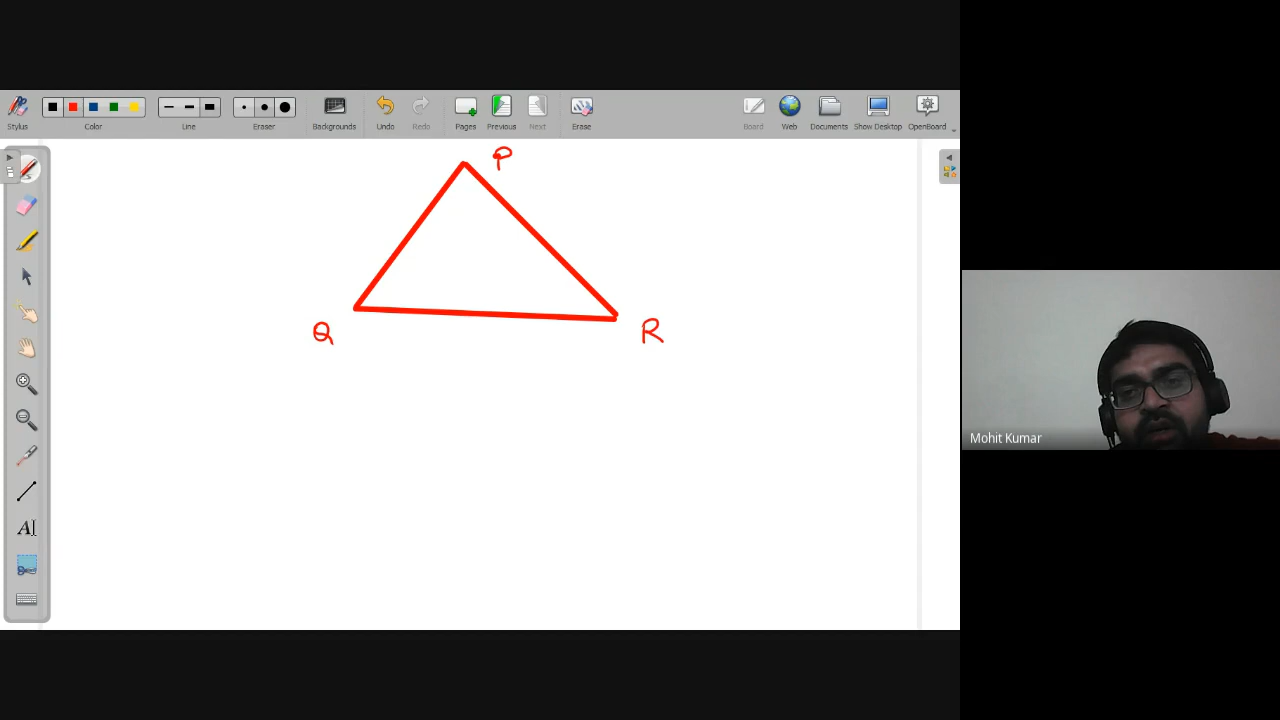 Stylus Color Line Eraser Backgrounds Undo Redo Pages Previous Next Erase Board Web Documents Show Desktop OpenBoard
P
Q R
Mohit Kumar
AI